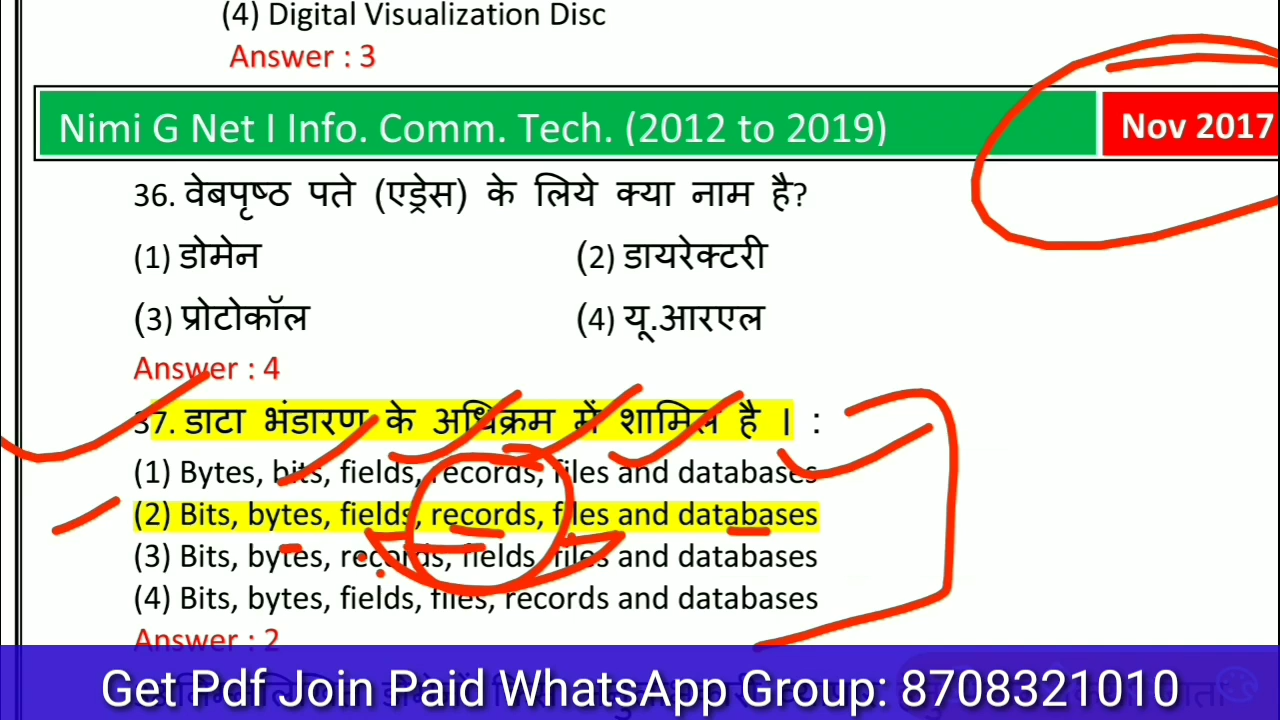 (4) Digital Visualization Disc
Answer : 3
Nimi G Net I Info. Comm. Tech. (2012 to 2019) Nov 2017
36. वेबपृष्ठ पते (एड्रेस) के लिये क्या नाम है?
(1) डोमेन (2) डायरेक्टरी
(3) प्रोटोकॉल (4) यू.आरएल
Answer : 4
37. डाटा भंडारण के अधिक्रम में शामिल है । :
(1) Bytes, bits, fields, records, files and databases
(2) Bits, bytes, fields, records, files and databases
(3) Bits, bytes, records, fields, files and databases
(4) Bits, bytes, fields, files, records and databases
Answer : 2
Get Pdf Join Paid WhatsApp Group: 8708321010